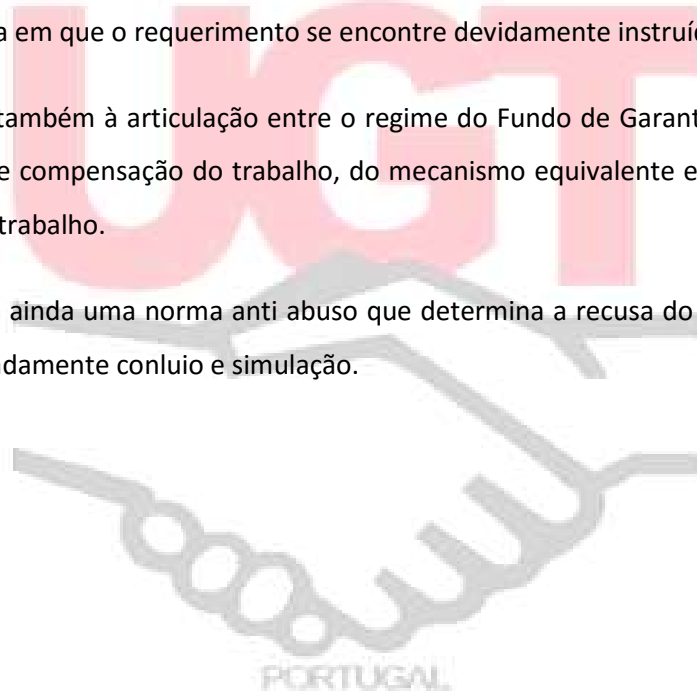 a em que o requerimento se encontre devidamente instruí
também à articulação entre o regime do Fundo de Garant
e compensação do trabalho, do mecanismo equivalente e
trabalho.
ainda uma norma anti abuso que determina a recusa do
damente conluio e simulação.
UGT
PORTUGAL